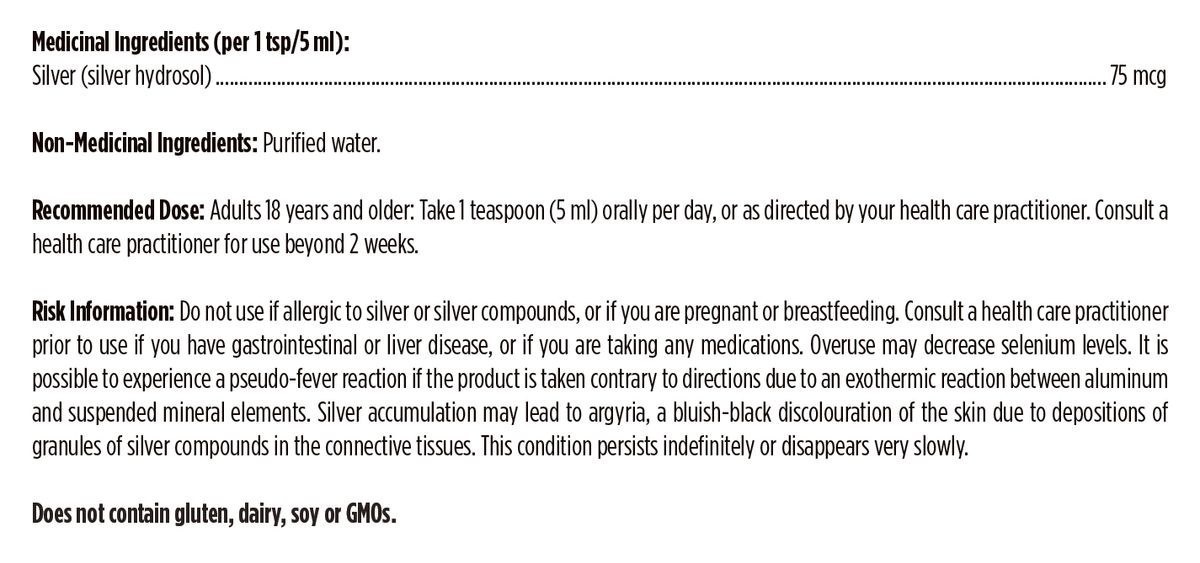 Medicinal Ingredients (per 1 tsp/5 ml):
Silver (silver hydrosol) ........................................................................................................................................................................................ 75 mcg
Non-Medicinal Ingredients: Purified water.
Recommended Dose: Adults 18 years and older: Take 1 teaspoon (5 ml) orally per day, or as directed by your health care practitioner. Consult a
health care practitioner for use beyond 2 weeks.
Risk Information: Do not use if allergic to silver or silver compounds, or if you are pregnant or breastfeeding. Consult a health care practitioner
prior to use if you have gastrointestinal or liver disease, or if you are taking any medications. Overuse may decrease selenium levels. It is
possible to experience a pseudo-fever reaction if the product is taken contrary to directions due to an exothermic reaction between aluminum
and suspended mineral elements. Silver accumulation may lead to argyria, a bluish-black discolouration of the skin due to depositions of
granules of silver compounds in the connective tissues. This condition persists indefinitely or disappears very slowly.
Does not contain gluten, dairy, soy or GMOs.